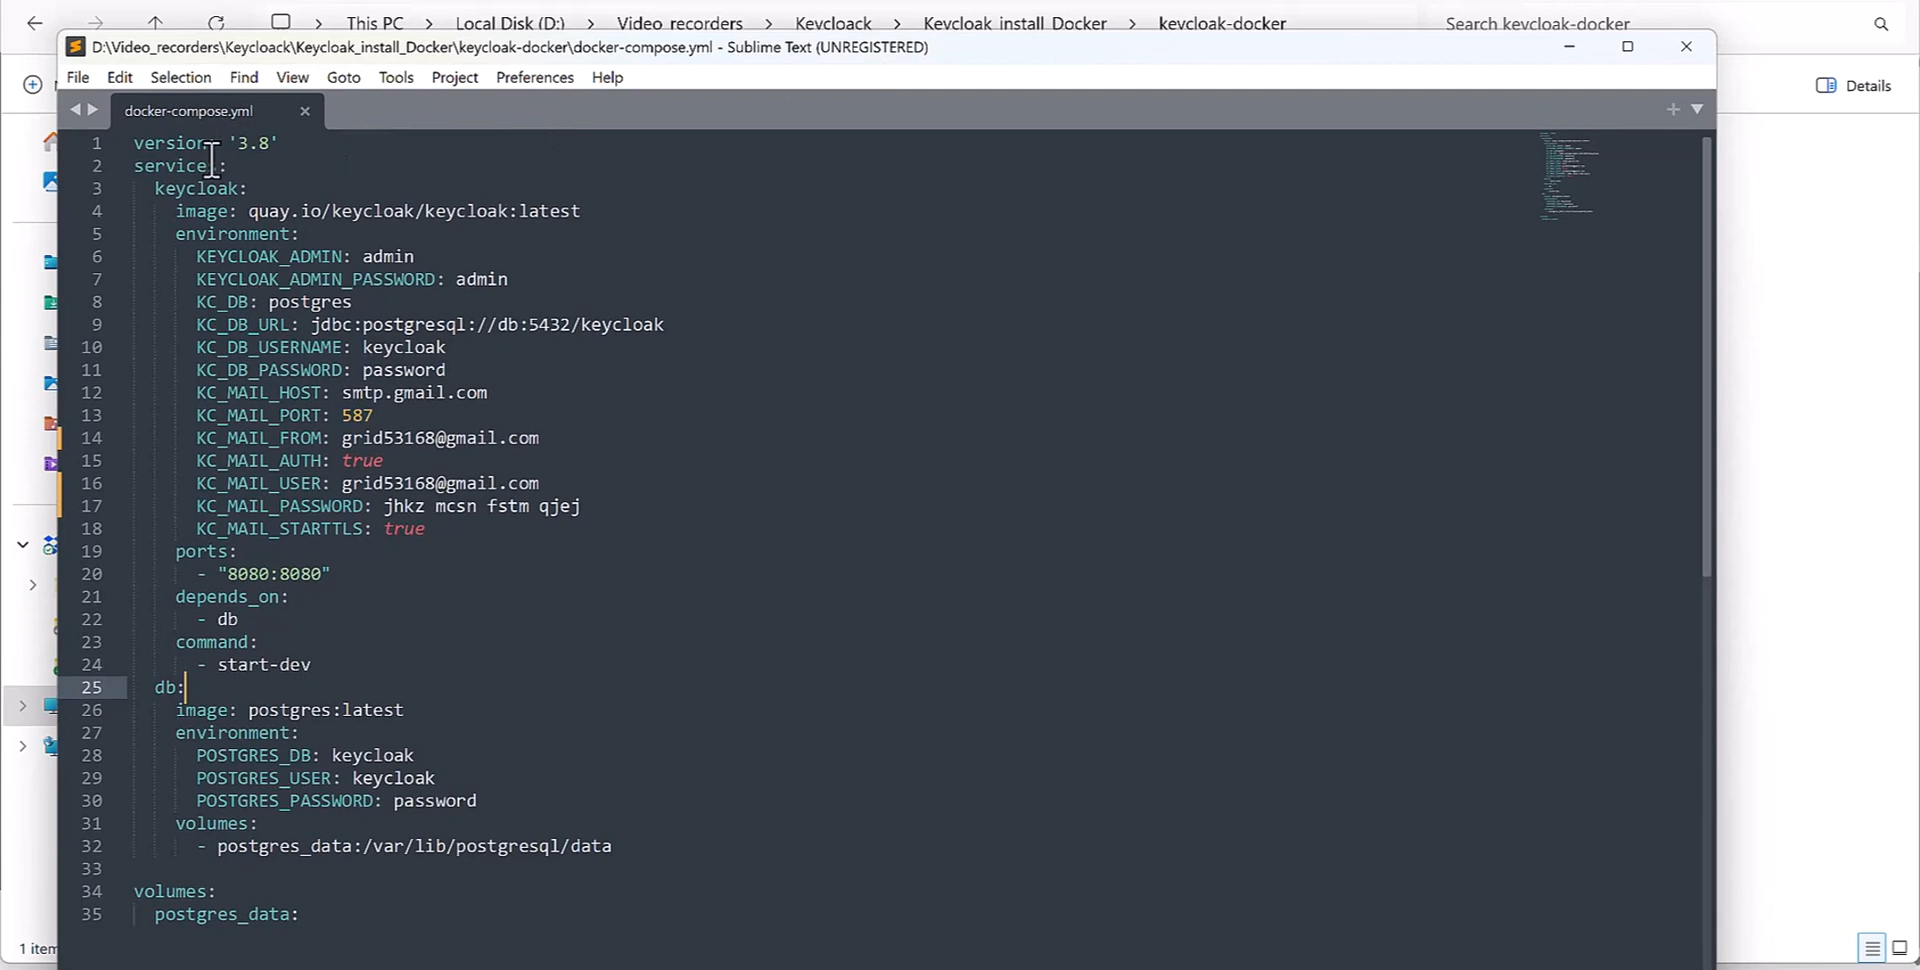 This PC > Local Disk (D:) > Video_recorders > Keycloack > Keycloak_install_Docker > keycloak-docker
Search keycloak-docker
D:\Video_recorders\Keycloack\Keycloak_install_Docker\keycloak-docker\docker-compose.yml - Sublime Text (UNREGISTERED)
File Edit Selection Find View Goto Tools Project Preferences Help
Details
docker-compose.yml
1 version: '3.8'
2 services:
3 keycloak:
4 image: quay.io/keycloak/keycloak:latest
5 environment:
6 KEYCLOAK_ADMIN: admin
7 KEYCLOAK_ADMIN_PASSWORD: admin
8 KC_DB: postgres
9 KC_DB_URL: jdbc:postgresql://db:5432/keycloak
10 KC_DB_USERNAME: keycloak
11 KC_DB_PASSWORD: password
12 KC_MAIL_HOST: smtp.gmail.com
13 KC_MAIL_PORT: 587
14 KC_MAIL_FROM: grid53168@gmail.com
15 KC_MAIL_AUTH: true
16 KC_MAIL_USER: grid53168@gmail.com
17 KC_MAIL_PASSWORD: jhkz mcsn fstm qjej
18 KC_MAIL_STARTTLS: true
19 ports:
20 - "8080:8080"
21 depends_on:
22 - db
23 command:
24 - start-dev
25 db:
26 image: postgres:latest
27 environment:
28 POSTGRES_DB: keycloak
29 POSTGRES_USER: keycloak
30 POSTGRES_PASSWORD: password
31 volumes:
32 - postgres_data:/var/lib/postgresql/data
33
34 volumes:
35 postgres_data:
1 item